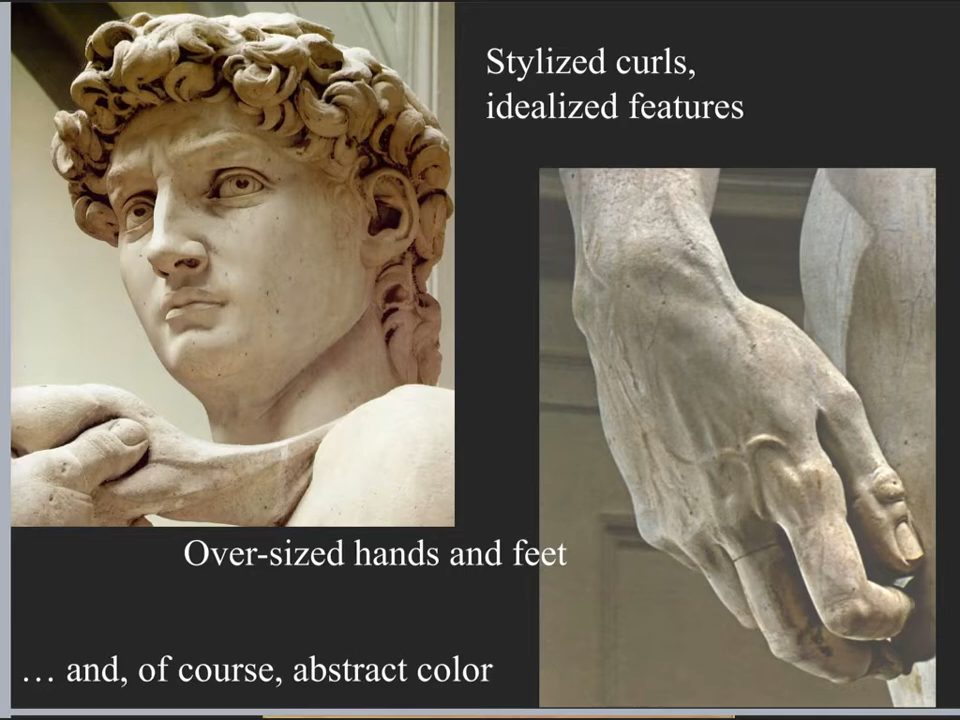 Stylized curls,
idealized features
Over-sized hands and feet
… and, of course, abstract color